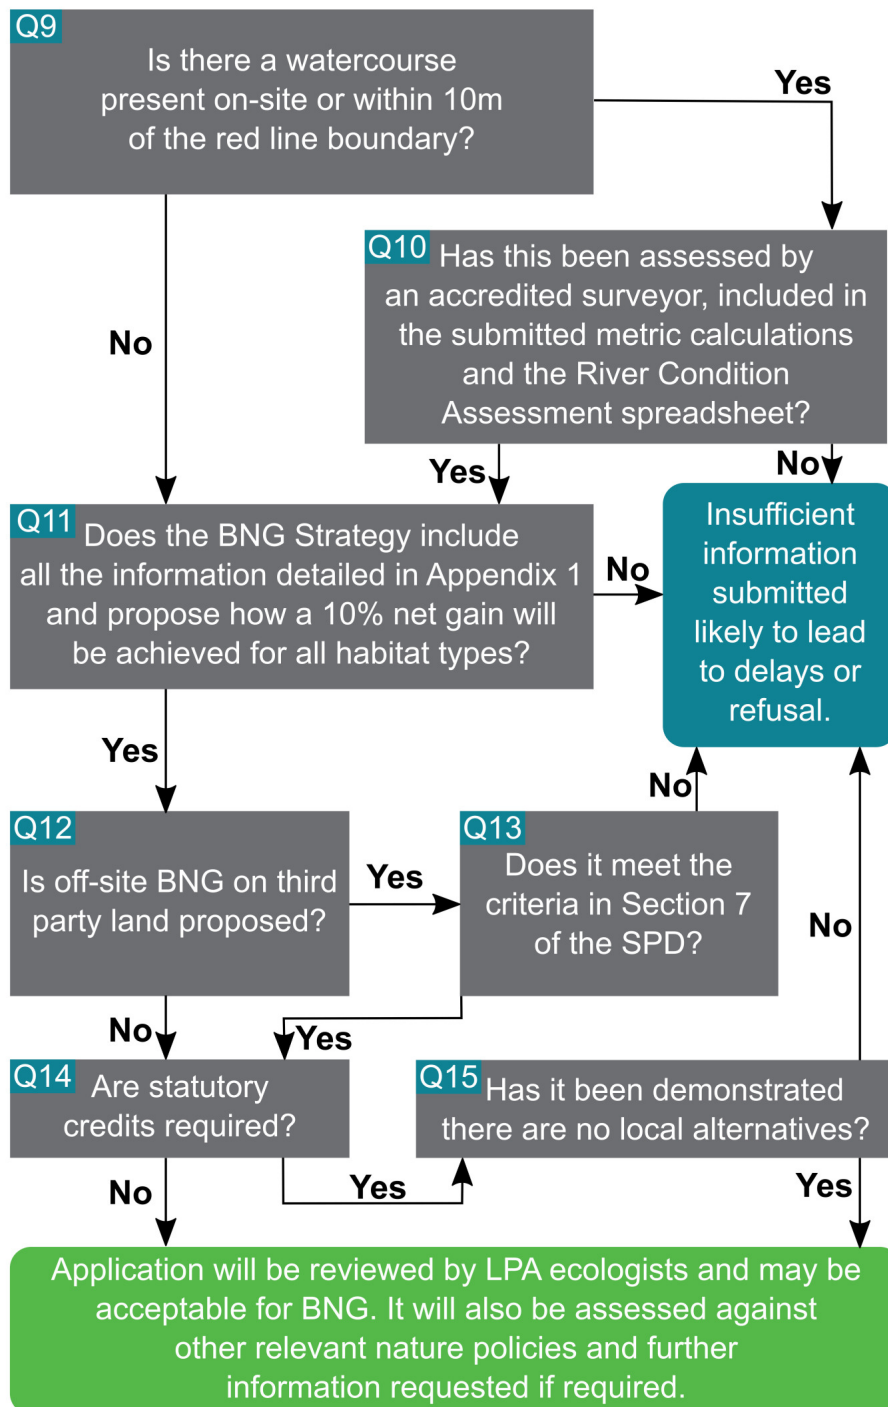 Q9
Is there a watercourse
present on-site or within 10m
of the red line boundary?
Yes
No
Q10
Has this been assessed by
an accredited surveyor, included in
the submitted metric calculations
and the River Condition
Assessment spreadsheet?
Yes
No
Q11
Does the BNG Strategy include
all the information detailed in Appendix 1
and propose how a 10% net gain will
be achieved for all habitat types?
No
Insufficient
information
submitted
likely to lead
to delays or
refusal.
Yes
No
Q12
Is off-site BNG on third
party land proposed?
Yes
Q13
Does it meet the
criteria in Section 7
of the SPD?
No
No
Yes
Q14
Are statutory
credits required?
Q15
Has it been demonstrated
there are no local alternatives?
No
Yes
Yes
Application will be reviewed by LPA ecologists and may be
acceptable for BNG. It will also be assessed against
other relevant nature policies and further
information requested if required.